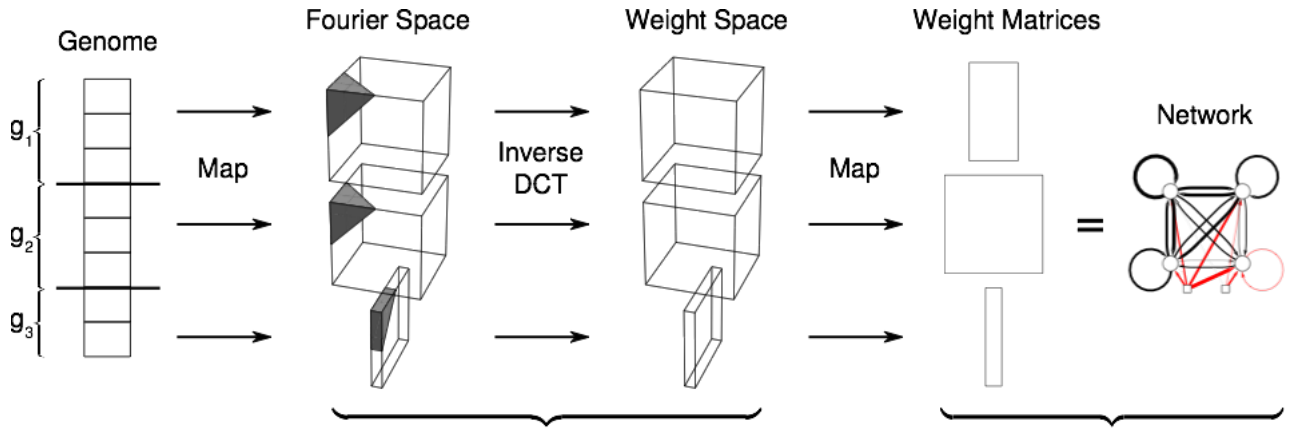 Genome
Fourier Space
Weight Space
Weight Matrices
g1
g2
g3
Map
Inverse
DCT
Map
=
Network